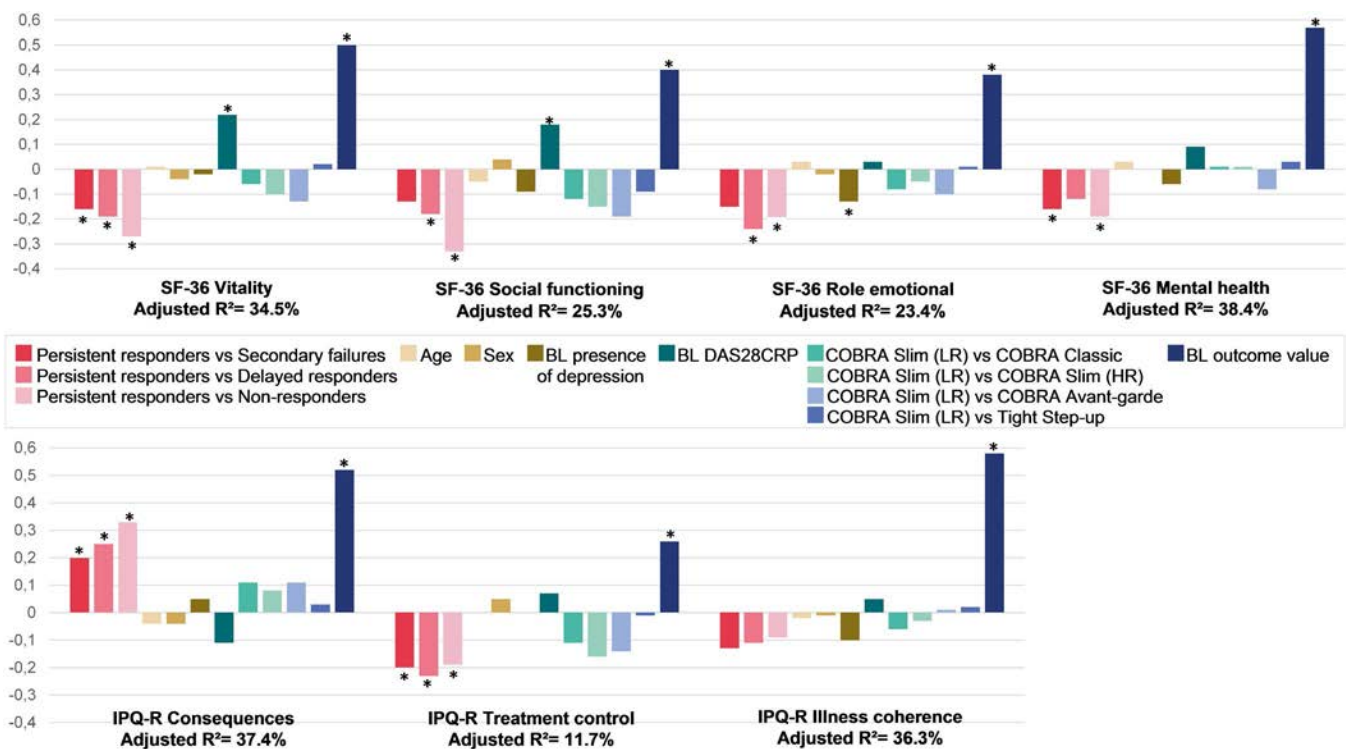 0,6
0,5
0,4
0,3
0,2
0,1
0
-0,1
-0,2
-0,3
-0,4
* * * * *
* * * *
* * * *
* * *
SF-36 Vitality
Adjusted R²= 34.5%
SF-36 Social functioning
Adjusted R²= 25.3%
SF-36 Role emotional
Adjusted R²= 23.4%
SF-36 Mental health
Adjusted R²= 38.4%
Persistent responders vs Secondary failures
Persistent responders vs Delayed responders
Persistent responders vs Non-responders
Age
Sex
BL presence
of depression
BL DAS28CRP
COBRA Slim (LR) vs COBRA Classic
COBRA Slim (LR) vs COBRA Slim (HR)
COBRA Slim (LR) vs COBRA Avant-garde
COBRA Slim (LR) vs Tight Step-up
BL outcome value
0,6
0,5
0,4
0,3
0,2
0,1
0
-0,1
-0,2
-0,3
-0,4
* * * *
* * * *
*
IPQ-R Consequences
Adjusted R²= 37.4%
IPQ-R Treatment control
Adjusted R²= 11.7%
IPQ-R Illness coherence
Adjusted R²= 36.3%